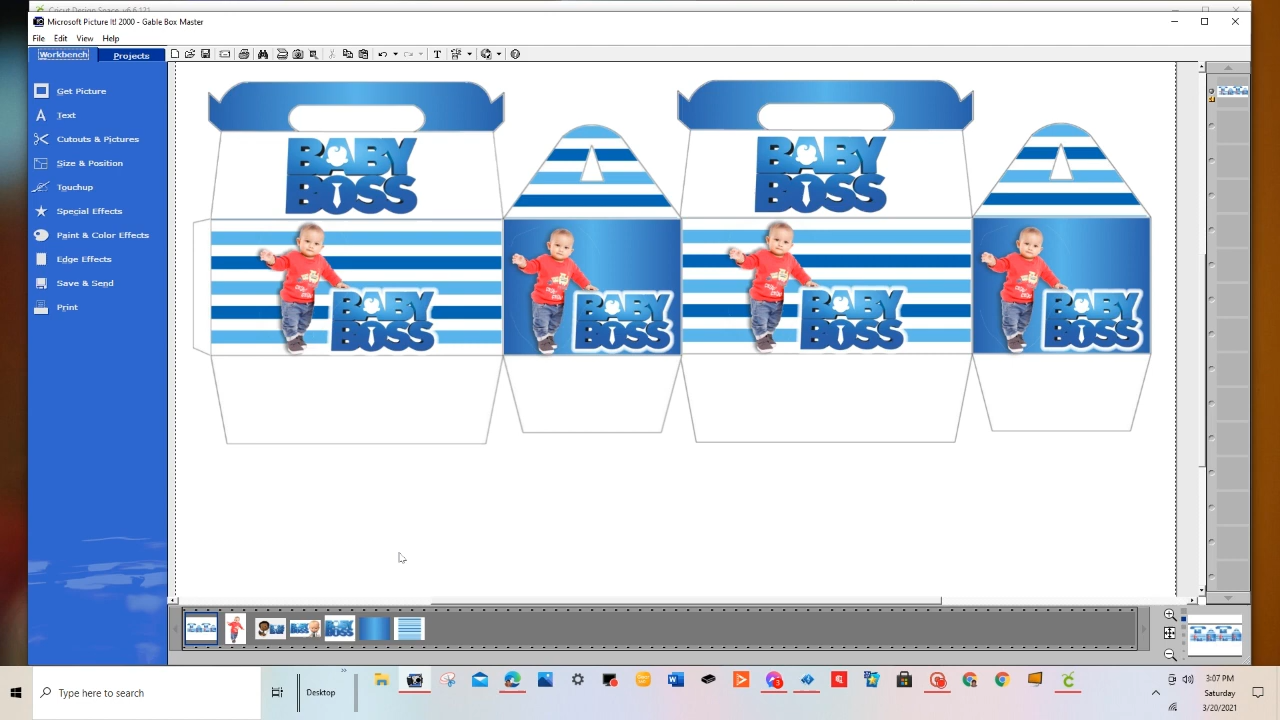 Cricut Design Space v6.6.121
Microsoft Picture It! 2000 - Gable Box Master
File Edit View Help
Workbench Projects
Get Picture
Text
Cutouts & Pictures
Size & Position
Touchup
Special Effects
Paint & Color Effects
Edge Effects
Save & Send
Print
BABY
BOSS
BABY
BOSS
BABY
BOSS
BABY
BOSS
BABY
BOSS
BABY
BOSS
Type here to search
Desktop
3:07 PM
Saturday
3/20/2021